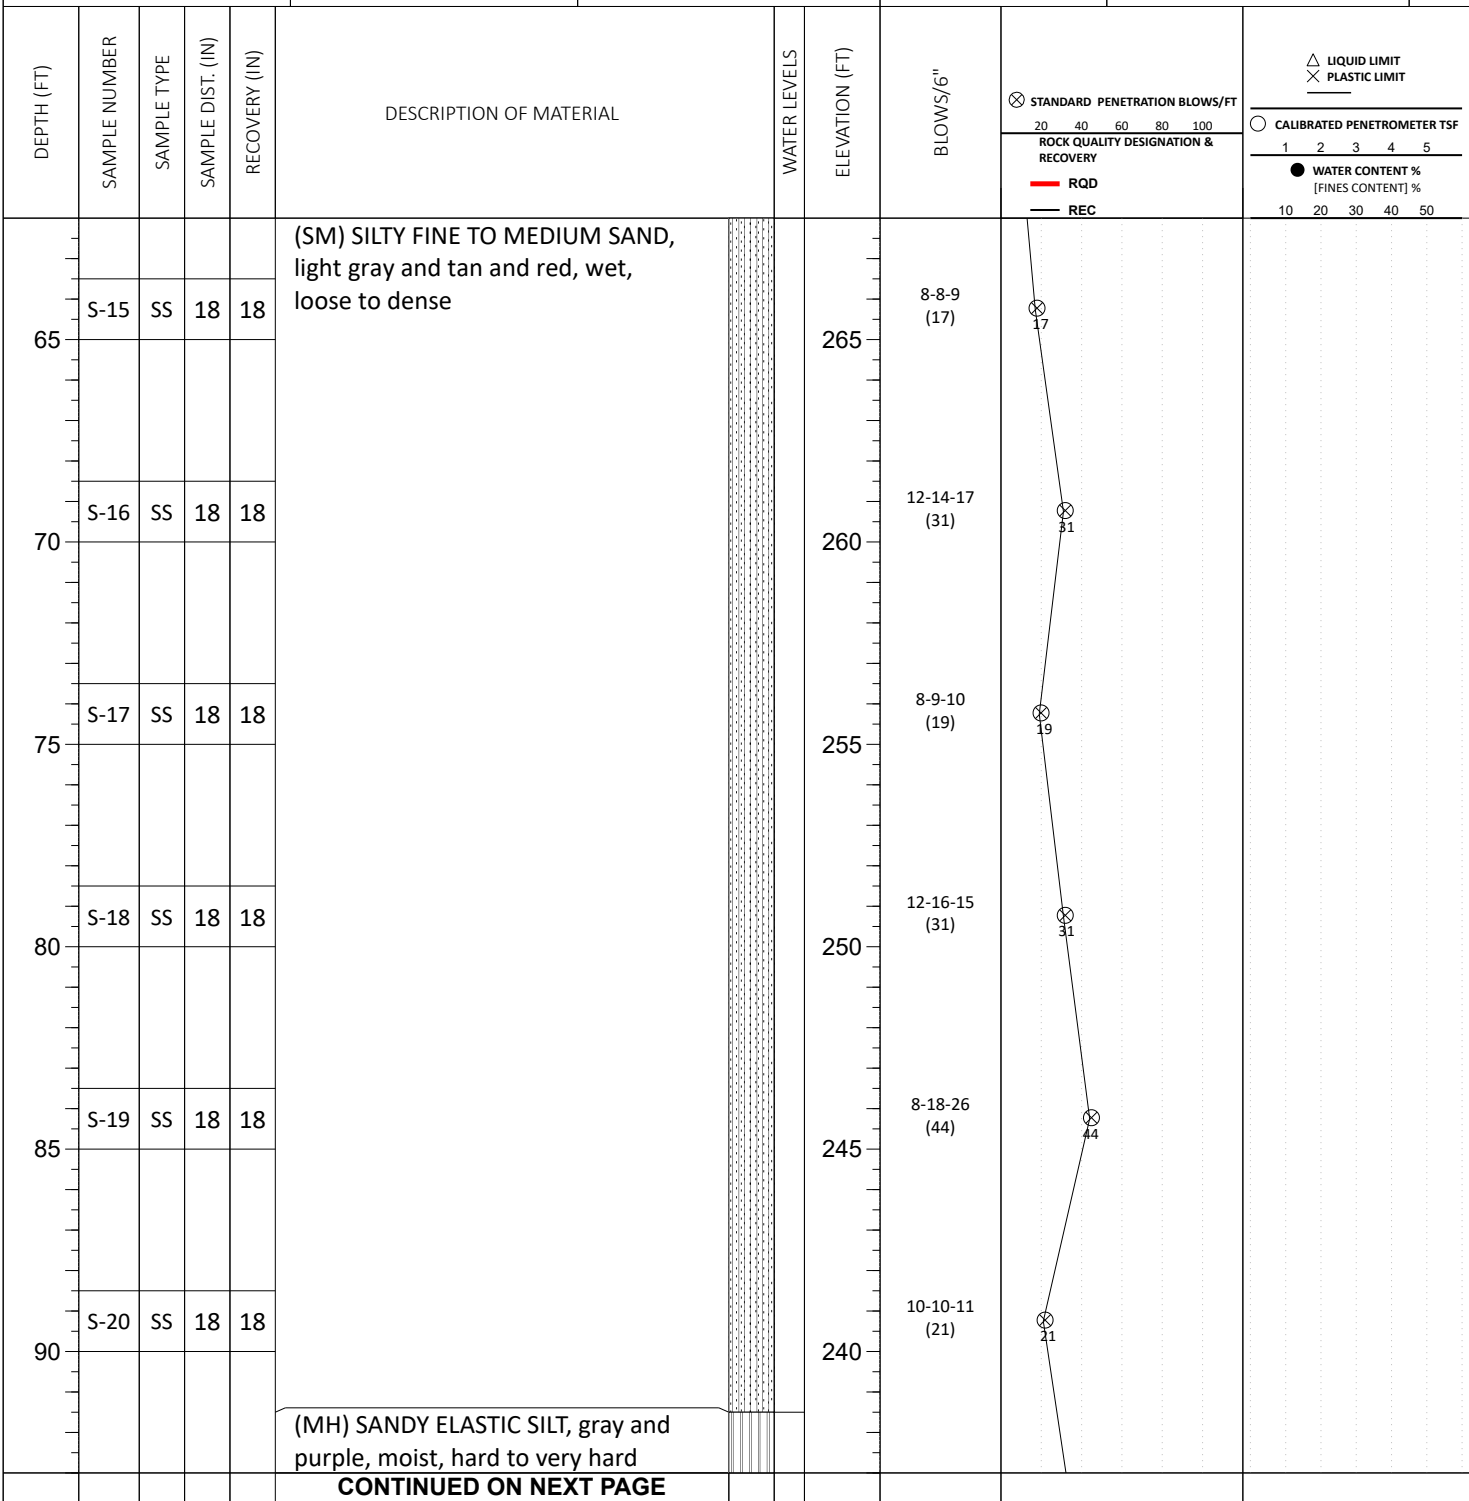 DEPTH (FT)
SAMPLE NUMBER
SAMPLE TYPE
SAMPLE DIST. (IN)
RECOVERY (IN)
DESCRIPTION OF MATERIAL
WATER LEVELS
ELEVATION (FT)
BLOWS/6"
STANDARD PENETRATION BLOWS/FT
20 40 60 80 100
ROCK QUALITY DESIGNATION &
RECOVERY
RQD
REC
LIQUID LIMIT
PLASTIC LIMIT
CALIBRATED PENETROMETER TSF
1 2 3 4 5
WATER CONTENT %
[FINES CONTENT] %
10 20 30 40 50
(SM) SILTY FINE TO MEDIUM SAND,
light gray and tan and red, wet,
loose to dense
S-15 SS 18 18
8-8-9
(17)
17
65
265
S-16 SS 18 18
12-14-17
(31)
31
70
260
S-17 SS 18 18
8-9-10
(19)
19
75
255
S-18 SS 18 18
12-16-15
(31)
31
80
250
S-19 SS 18 18
8-18-26
(44)
44
85
245
S-20 SS 18 18
10-10-11
(21)
21
90
240
(MH) SANDY ELASTIC SILT, gray and
purple, moist, hard to very hard
CONTINUED ON NEXT PAGE